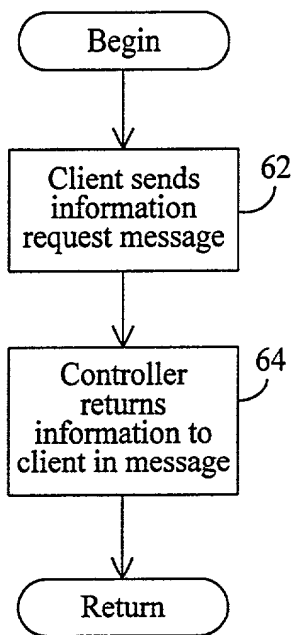 Begin
Client sends
information
request message
62
Controller
returns
information to
client in message
64
Return